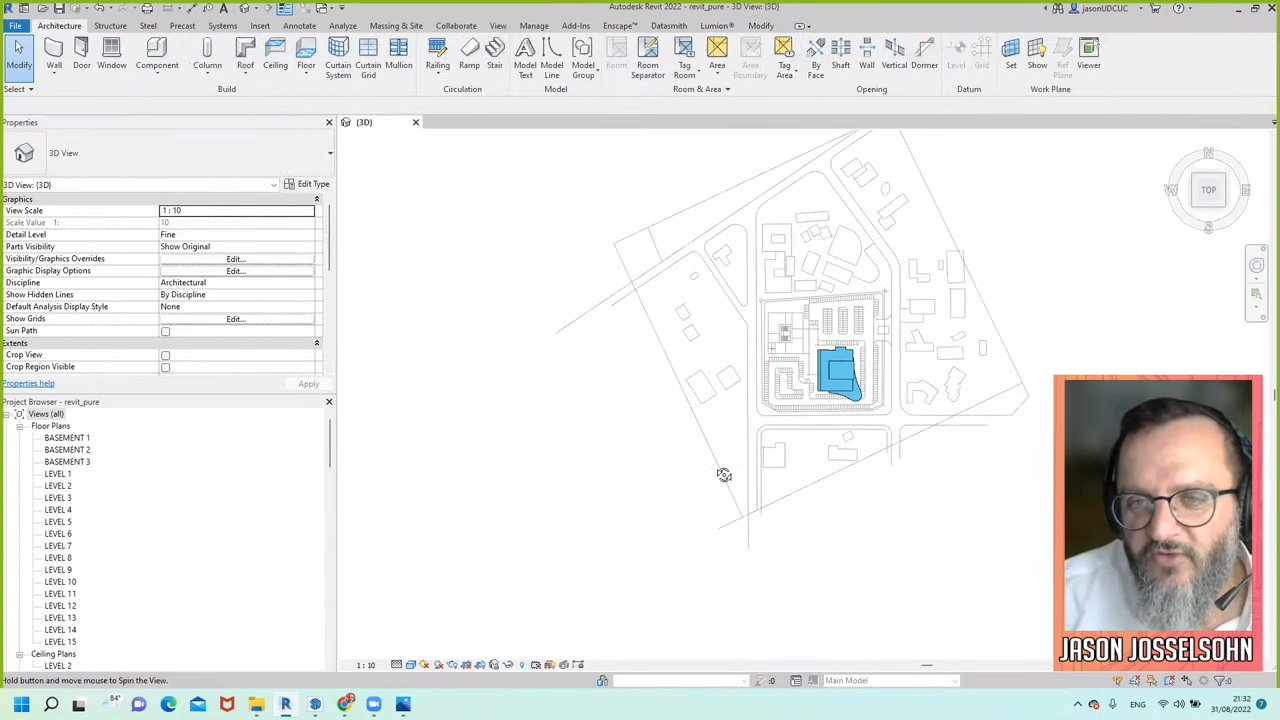 Autodesk Revit 2022 - revit_pure - 3D View: {3D}
jasonUDCUC
File Architecture Structure Steel Precast Systems Insert Annotate Analyze Massing & Site Collaborate View Manage Add-Ins Enscape™ Datasmith Lumion® Modify
Modify Wall Door Window Component Column Roof Ceiling Floor Curtain System Curtain Grid Mullion Railing Ramp Stair Model Text Model Line Model Group Room Room Separator Tag Room Area Area Boundary Tag Area By Face Shaft Wall Vertical Dormer Level Grid Set Show Ref Plane Viewer
Select Build Circulation Model Room & Area Opening Datum Work Plane
Properties
{3D}
3D View
3D View: {3D} Edit Type
Graphics
View Scale 1 : 10
Scale Value 1: 10
Detail Level Fine
Parts Visibility Show Original
Visibility/Graphics Overrides Edit...
Graphic Display Options Edit...
Discipline Architectural
Show Hidden Lines By Discipline
Default Analysis Display Style None
Show Grids Edit...
Sun Path
Extents
Crop View
Crop Region Visible
Properties help Apply
Project Browser - revit_pure
Views (all)
Floor Plans
BASEMENT 1
BASEMENT 2
BASEMENT 3
LEVEL 1
LEVEL 2
LEVEL 3
LEVEL 4
LEVEL 5
LEVEL 6
LEVEL 7
LEVEL 8
LEVEL 9
LEVEL 10
LEVEL 11
LEVEL 12
LEVEL 13
LEVEL 14
LEVEL 15
Ceiling Plans
LEVEL 2
N
W TOP E
S
JASON JOSSELSOHN
1 : 10
Hold button and move mouse to Spin the View.
:0 Main Model :0
84°
ENG
21:32
31/08/2022